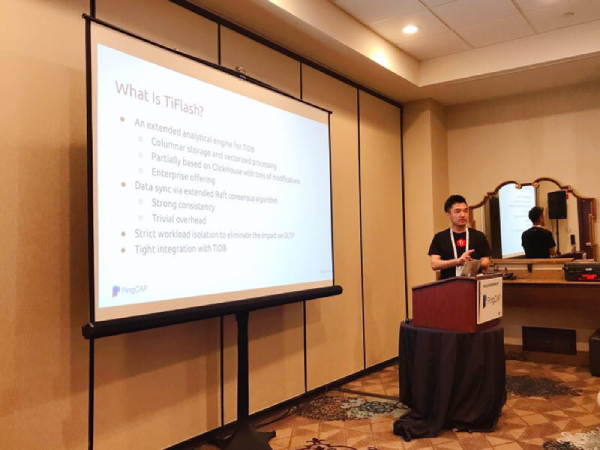 What Is TiFlash?
● An extended analytical engine for TiDB
○ Columnar storage and vectorized processing
○ Partially based on ClickHouse with tons of modifications
○ Enterprise offering
● Data sync via extended Raft consensus algorithm
○ Strong consistency
○ Trivial overhead
● Strict workload isolation to eliminate the impact on OLTP
● Tight integration with TiDB
PingCAP
PingCAP